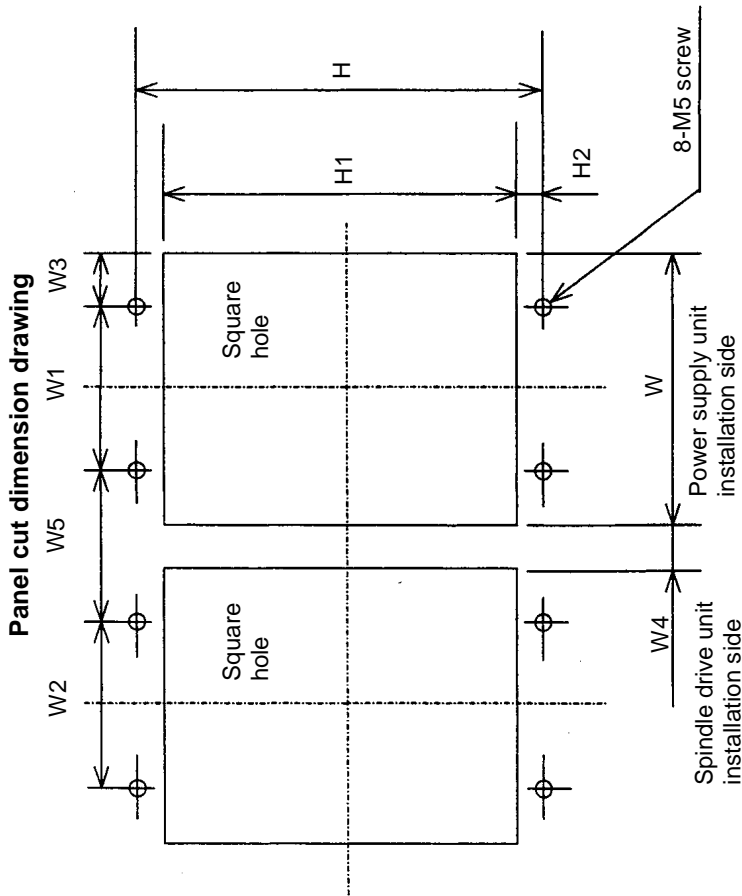 Panel cut dimension drawing
W2
W5
W1
W3
Square
hole
Square
hole
H
H1
H2
8-M5 screw
W4
W
Spindle drive unit
installation side
Power supply unit
installation side